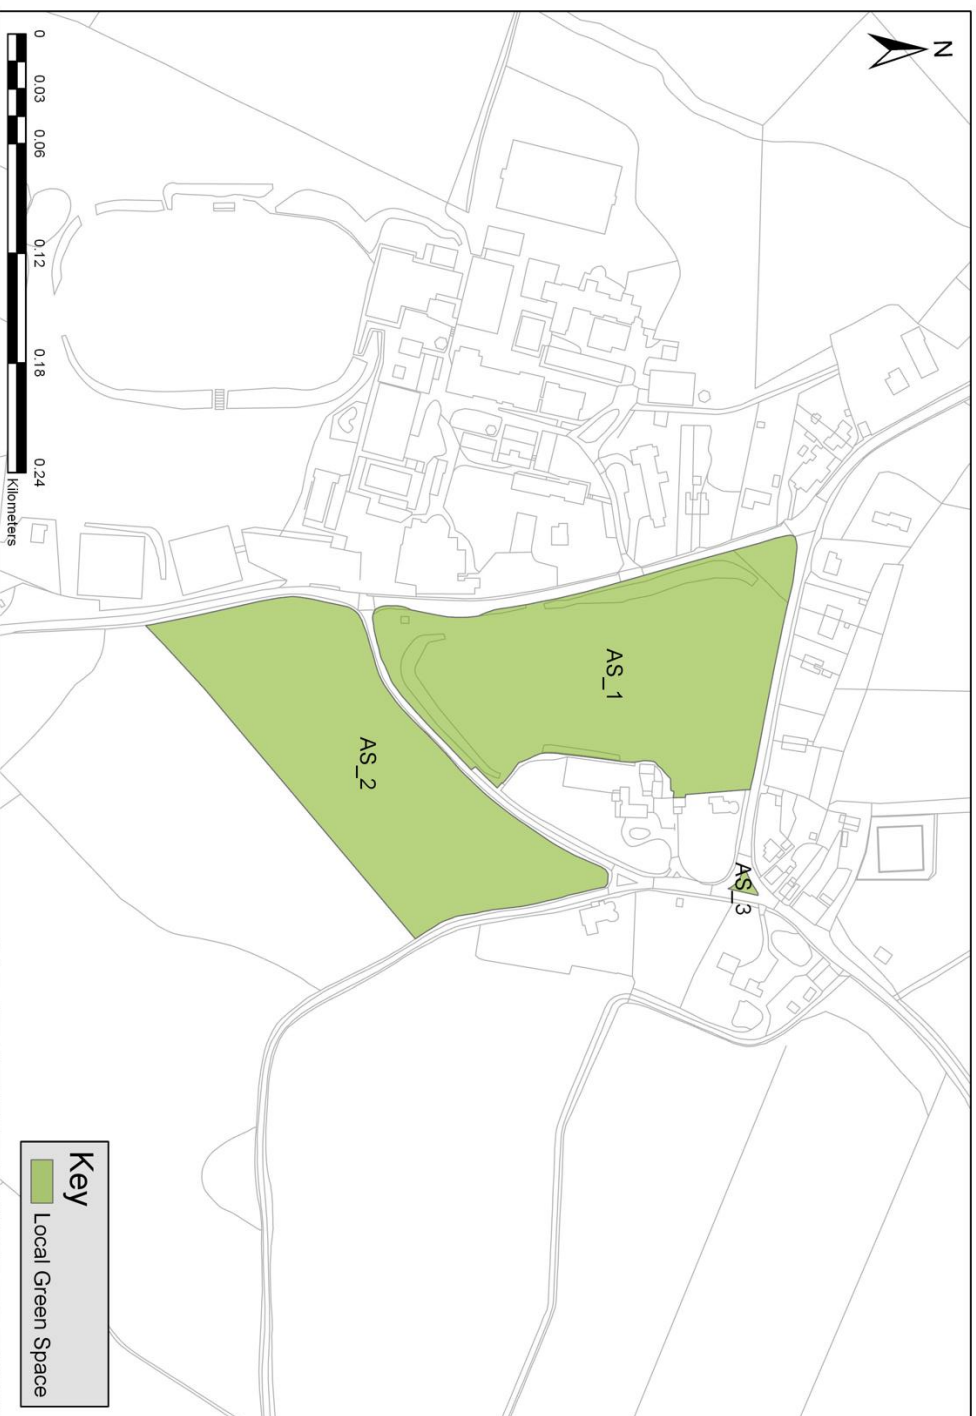 N
AS_1
AS_3
AS_2
0 0.03 0.06 0.12 0.18 0.24
Kilometers
Key
Local Green Space